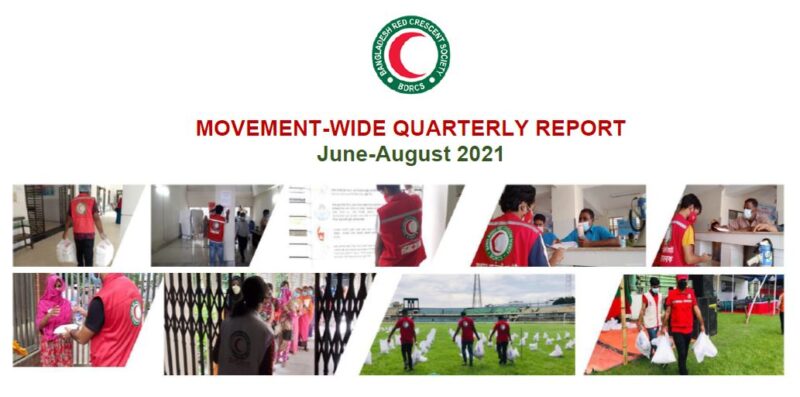 BANGLADESH RED CRESCENT SOCIETY
BDRCS
MOVEMENT-WIDE QUARTERLY REPORT
June-August 2021